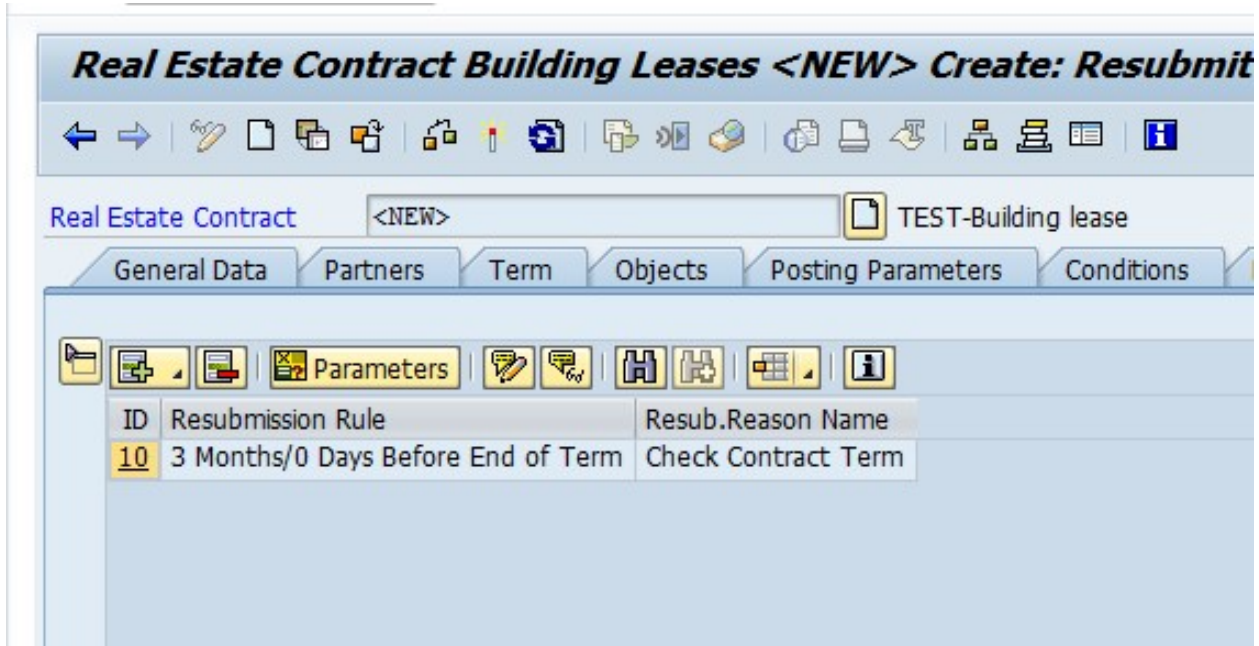 Real Estate Contract Building Leases <NEW> Create: Resubmit
Real Estate Contract <NEW> TEST-Building lease
General Data Partners Term Objects Posting Parameters Conditions
Parameters
ID Resubmission Rule Resub.Reason Name
10 3 Months/0 Days Before End of Term Check Contract Term